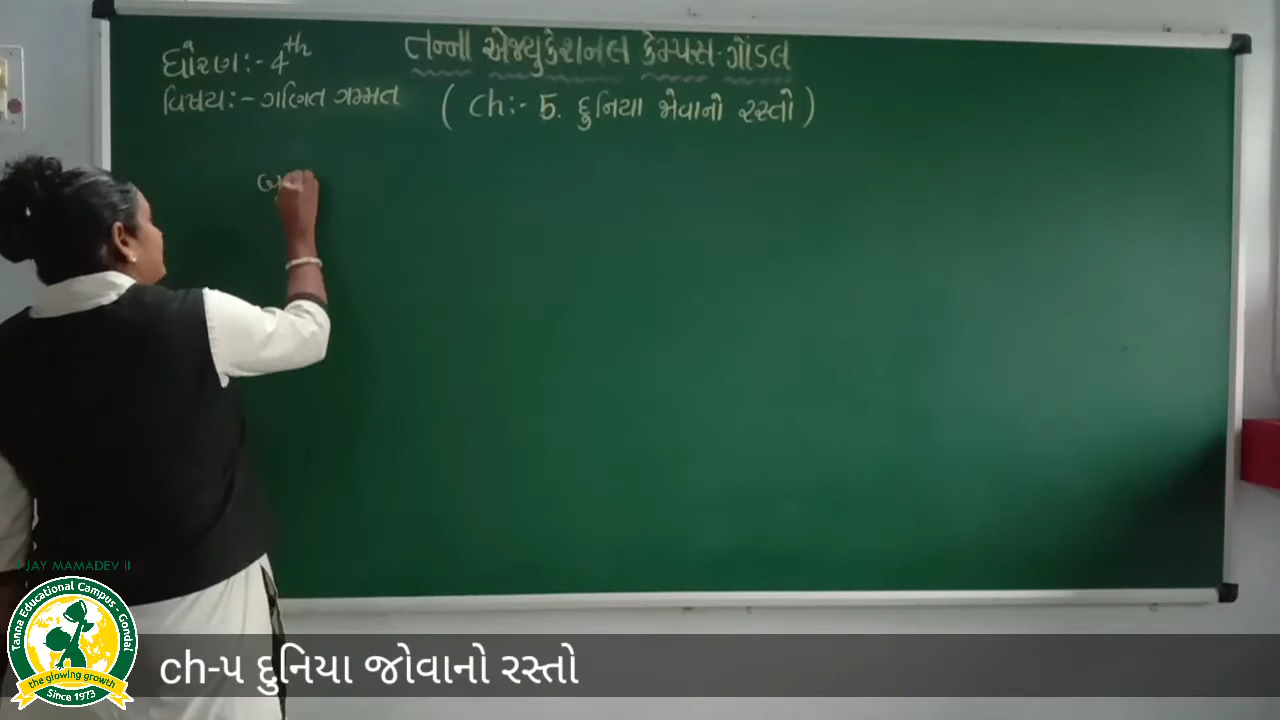 ધોરણ:- 4th
વિષય:- ગણિત ગમ્મત
તન્ના એજ્યુકેશનલ કેમ્પસ-ગોંડલ
( ch:- 5. દુનિયા જોવાનો રસ્તો )
JAY MAMADEV II
Tanna Educational Campus - Gondal
the glowing growth
Since 1973
ch-૫ દુનિયા જોવાનો રસ્તો